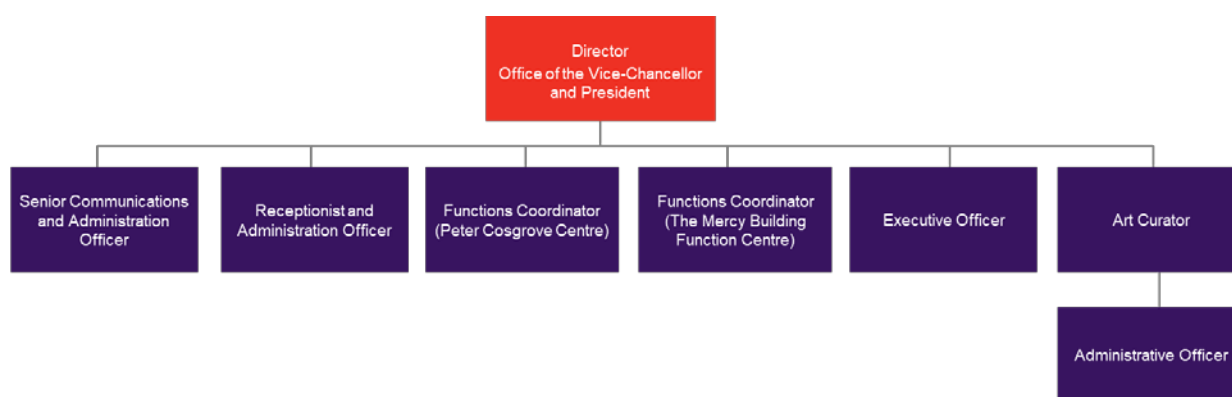 Director
Office of the Vice-Chancellor
and President
Senior Communications
and Administration
Officer
Receptionist and
Administration Officer
Functions Coordinator
(Peter Cosgrove Centre)
Functions Coordinator
(The Mercy Building
Function Centre)
Executive Officer
Art Curator
Administrative Officer